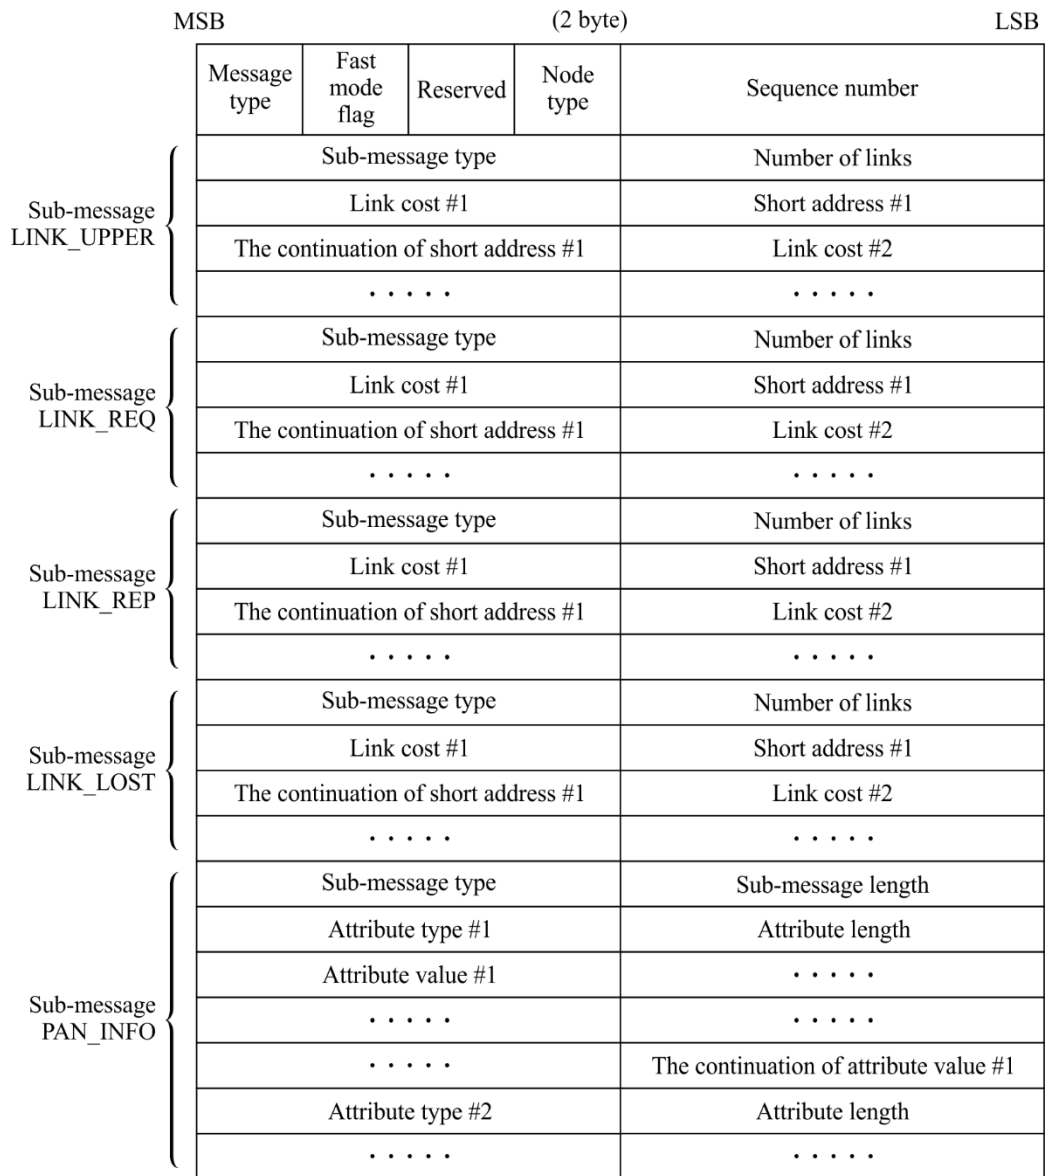 MSB (2 byte) LSB
Message type Fast mode flag Reserved Node type Sequence number
Sub-message LINK_UPPER
Sub-message type Number of links
Link cost #1 Short address #1
The continuation of short address #1 Link cost #2
· · · · · · · · · ·
Sub-message LINK_REQ
Sub-message type Number of links
Link cost #1 Short address #1
The continuation of short address #1 Link cost #2
· · · · · · · · · ·
Sub-message LINK_REP
Sub-message type Number of links
Link cost #1 Short address #1
The continuation of short address #1 Link cost #2
· · · · · · · · · ·
Sub-message LINK_LOST
Sub-message type Number of links
Link cost #1 Short address #1
The continuation of short address #1 Link cost #2
· · · · · · · · · ·
Sub-message PAN_INFO
Sub-message type Sub-message length
Attribute type #1 Attribute length
Attribute value #1 · · · · ·
· · · · · · · · · ·
· · · · · The continuation of attribute value #1
Attribute type #2 Attribute length
· · · · · · · · · ·